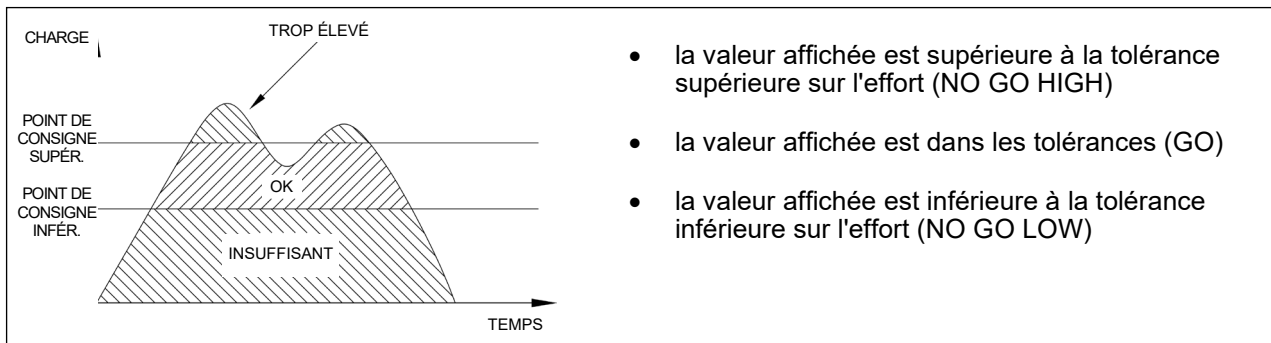 CHARGE
TROP ÉLEVÉ
POINT DE
CONSIGNE
SUPÉR.
OK
POINT DE
CONSIGNE
INFÉR.
INSUFFISANT
TEMPS
• la valeur affichée est supérieure à la tolérance
supérieure sur l'effort (NO GO HIGH)
• la valeur affichée est dans les tolérances (GO)
• la valeur affichée est inférieure à la tolérance
inférieure sur l'effort (NO GO LOW)